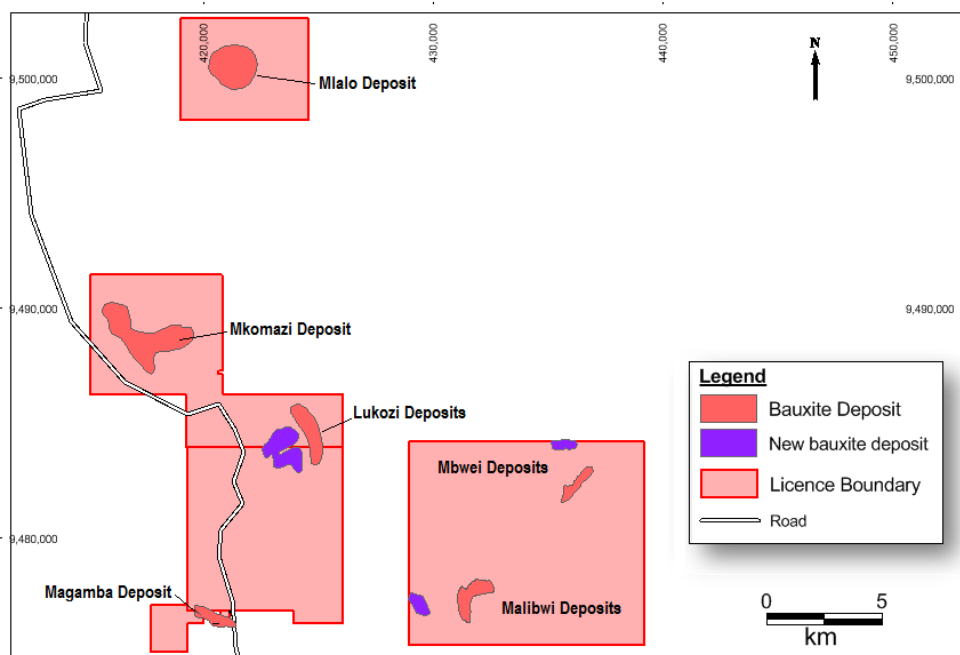 420,000
430,000
440,000
450,000
N
9,500,000
9,500,000
Mlalo Deposit
9,490,000
9,490,000
Mkomazi Deposit
Lukozi Deposits
Mbwei Deposits
9,480,000
Magamba Deposit
Malibwi Deposits
Legend
Bauxite Deposit
New bauxite deposit
Licence Boundary
Road
0 5
km